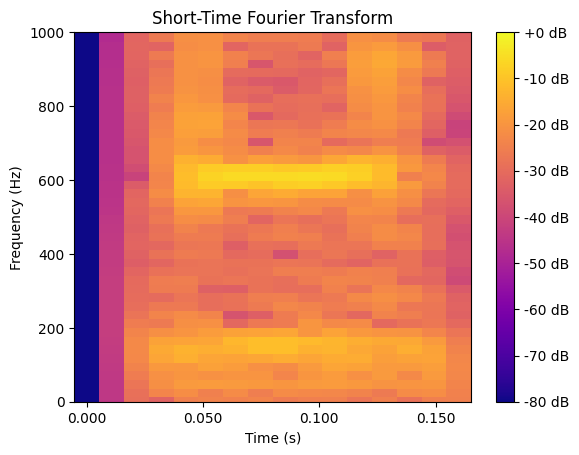 Short-Time Fourier Transform
Frequency (Hz)
1000
800
600
400
200
0
0.000
0.050
0.100
0.150
Time (s)
+0 dB
-10 dB
-20 dB
-30 dB
-40 dB
-50 dB
-60 dB
-70 dB
-80 dB